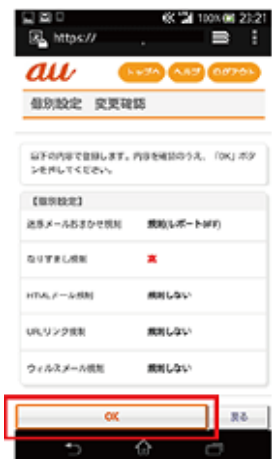 100% 23:21
https://
au
トップへ
ヘルプ
ログアウト
個別設定 変更確認
以下の内容で登録します。内容を確認のうえ、「OK」ボタ
ンを押してください。
【個別設定】
迷惑メールおまかせ規制 規制(レポートOFF)
なりすまし規制 高
HTMLメール規制 規制しない
URLリンク規制 規制しない
ウィルスメール規制 規制しない
OK 戻る